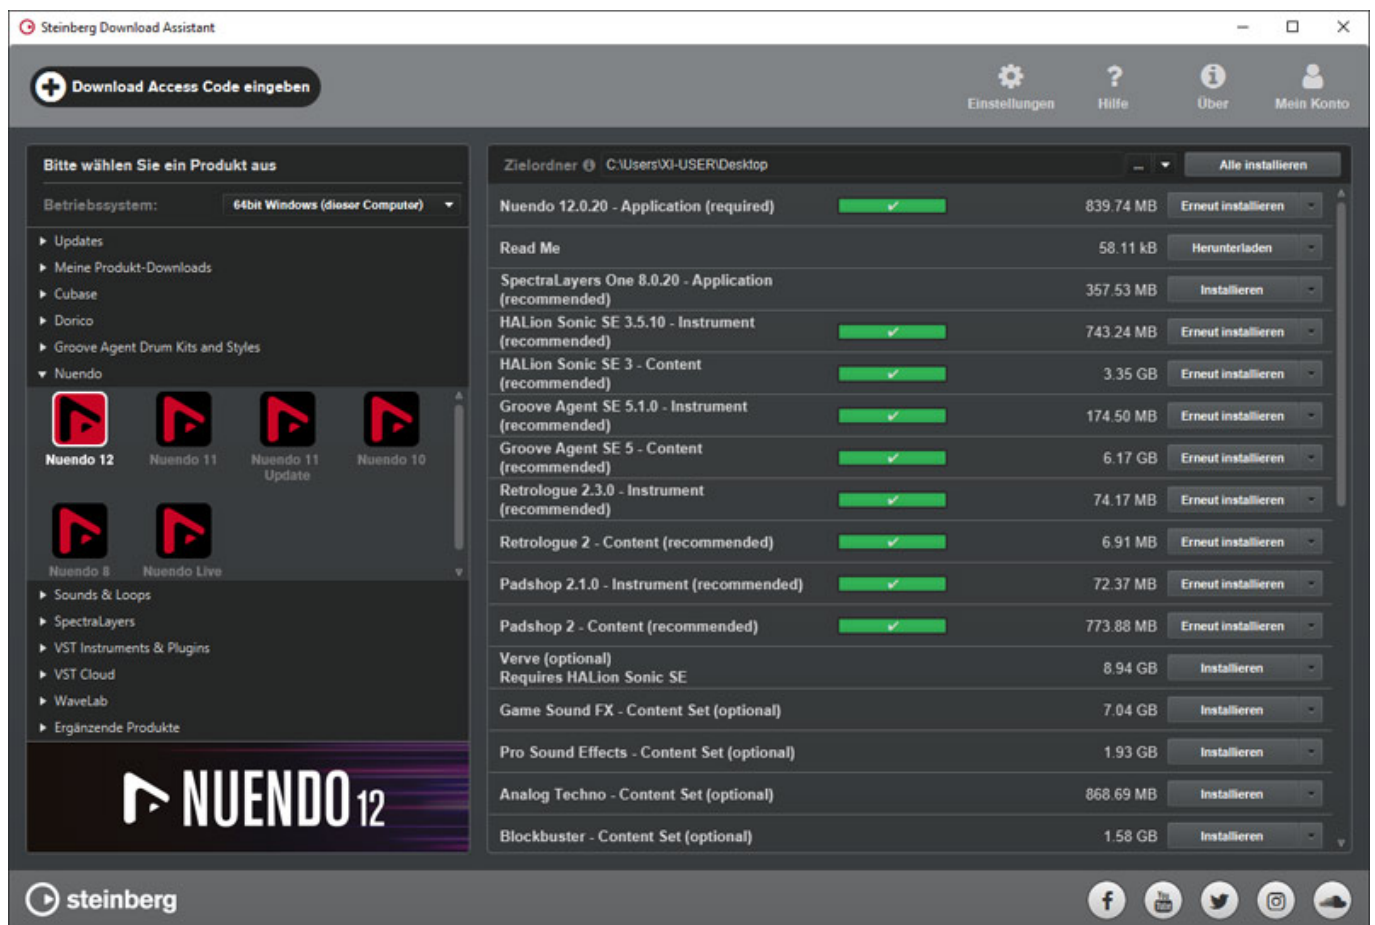 Steinberg Download Assistant
Download Access Code eingeben
Einstellungen
Hilfe
Über
Mein Konto
Bitte wählen Sie ein Produkt aus
Betriebssystem:
64bit Windows (dieser Computer)
Updates
Meine Produkt-Downloads
Cubase
Dorico
Groove Agent Drum Kits and Styles
Nuendo
Nuendo 12
Nuendo 11
Nuendo 11
Update
Nuendo 10
Nuendo 8
Nuendo Live
Sounds & Loops
SpectraLayers
VST Instruments & Plugins
VST Cloud
WaveLab
Ergänzende Produkte
NUENDO 12
Zielordner C:\Users\XI-USER\Desktop ... Alle installieren
Nuendo 12.0.20 - Application (required) 839.74 MB Erneut installieren
Read Me 58.11 kB Herunterladen
SpectraLayers One 8.0.20 - Application
(recommended) 357.53 MB Installieren
HALion Sonic SE 3.5.10 - Instrument
(recommended) 743.24 MB Erneut installieren
HALion Sonic SE 3 - Content
(recommended) 3.35 GB Erneut installieren
Groove Agent SE 5.1.0 - Instrument
(recommended) 174.50 MB Erneut installieren
Groove Agent SE 5 - Content
(recommended) 6.17 GB Erneut installieren
Retrologue 2.3.0 - Instrument
(recommended) 74.17 MB Erneut installieren
Retrologue 2 - Content (recommended) 6.91 MB Erneut installieren
Padshop 2.1.0 - Instrument (recommended) 72.37 MB Erneut installieren
Padshop 2 - Content (recommended) 773.88 MB Erneut installieren
Verve (optional)
Requires HALion Sonic SE 8.94 GB Installieren
Game Sound FX - Content Set (optional) 7.04 GB Installieren
Pro Sound Effects - Content Set (optional) 1.93 GB Installieren
Analog Techno - Content Set (optional) 868.69 MB Installieren
Blockbuster - Content Set (optional) 1.58 GB Installieren
steinberg
You
Tube